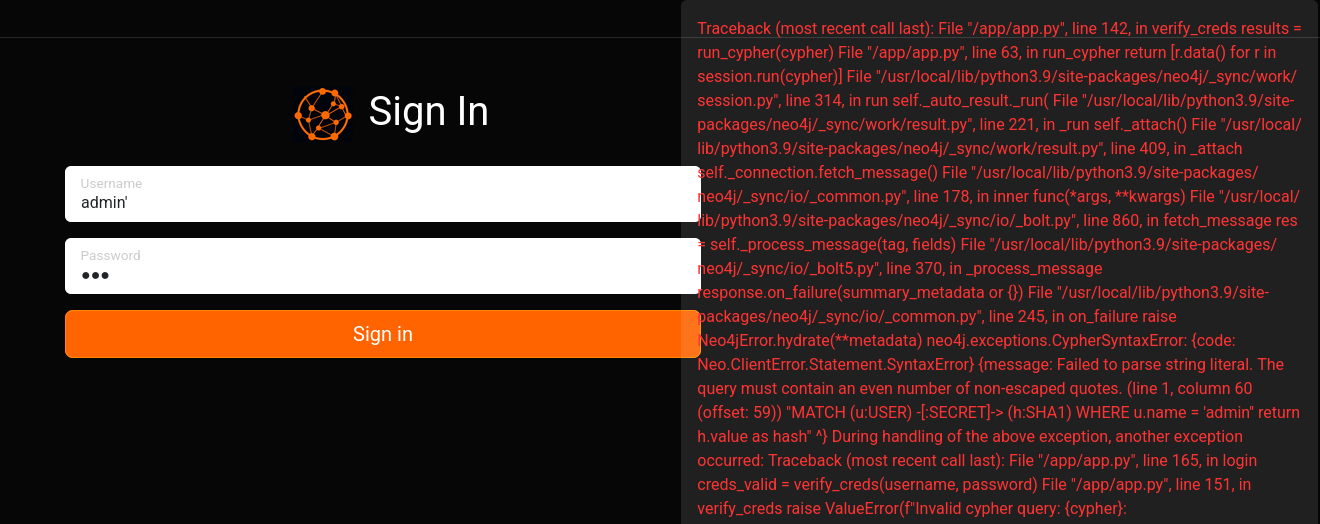 Sign In
Username
admin'
Password
•••
Sign in
Traceback (most recent call last): File "/app/app.py", line 142, in verify_creds results =
run_cypher(cypher) File "/app/app.py", line 63, in run_cypher return [r.data() for r in
session.run(cypher)] File "/usr/local/lib/python3.9/site-packages/neo4j/_sync/work/
session.py", line 314, in run self._auto_result._run( File "/usr/local/lib/python3.9/site-
packages/neo4j/_sync/work/result.py", line 221, in _run self._attach() File "/usr/local/
lib/python3.9/site-packages/neo4j/_sync/work/result.py", line 409, in _attach
self._connection.fetch_message() File "/usr/local/lib/python3.9/site-packages/
neo4j/_sync/io/_common.py", line 178, in inner func(*args, **kwargs) File "/usr/local/
lib/python3.9/site-packages/neo4j/_sync/io/_bolt.py", line 860, in fetch_message res
= self._process_message(tag, fields) File "/usr/local/lib/python3.9/site-packages/
neo4j/_sync/io/_bolt5.py", line 370, in _process_message
response.on_failure(summary_metadata or {}) File "/usr/local/lib/python3.9/site-
packages/neo4j/_sync/io/_common.py", line 245, in on_failure raise
Neo4jError.hydrate(**metadata) neo4j.exceptions.CypherSyntaxError: {code:
Neo.ClientError.Statement.SyntaxError} {message: Failed to parse string literal. The
query must contain an even number of non-escaped quotes. (line 1, column 60
(offset: 59)) "MATCH (u:USER) -[:SECRET]-> (h:SHA1) WHERE u.name = 'admin'' return
h.value as hash" ^} During handling of the above exception, another exception
occurred: Traceback (most recent call last): File "/app/app.py", line 165, in login
creds_valid = verify_creds(username, password) File "/app/app.py", line 151, in
verify_creds raise ValueError(f"Invalid cypher query: {cypher}: